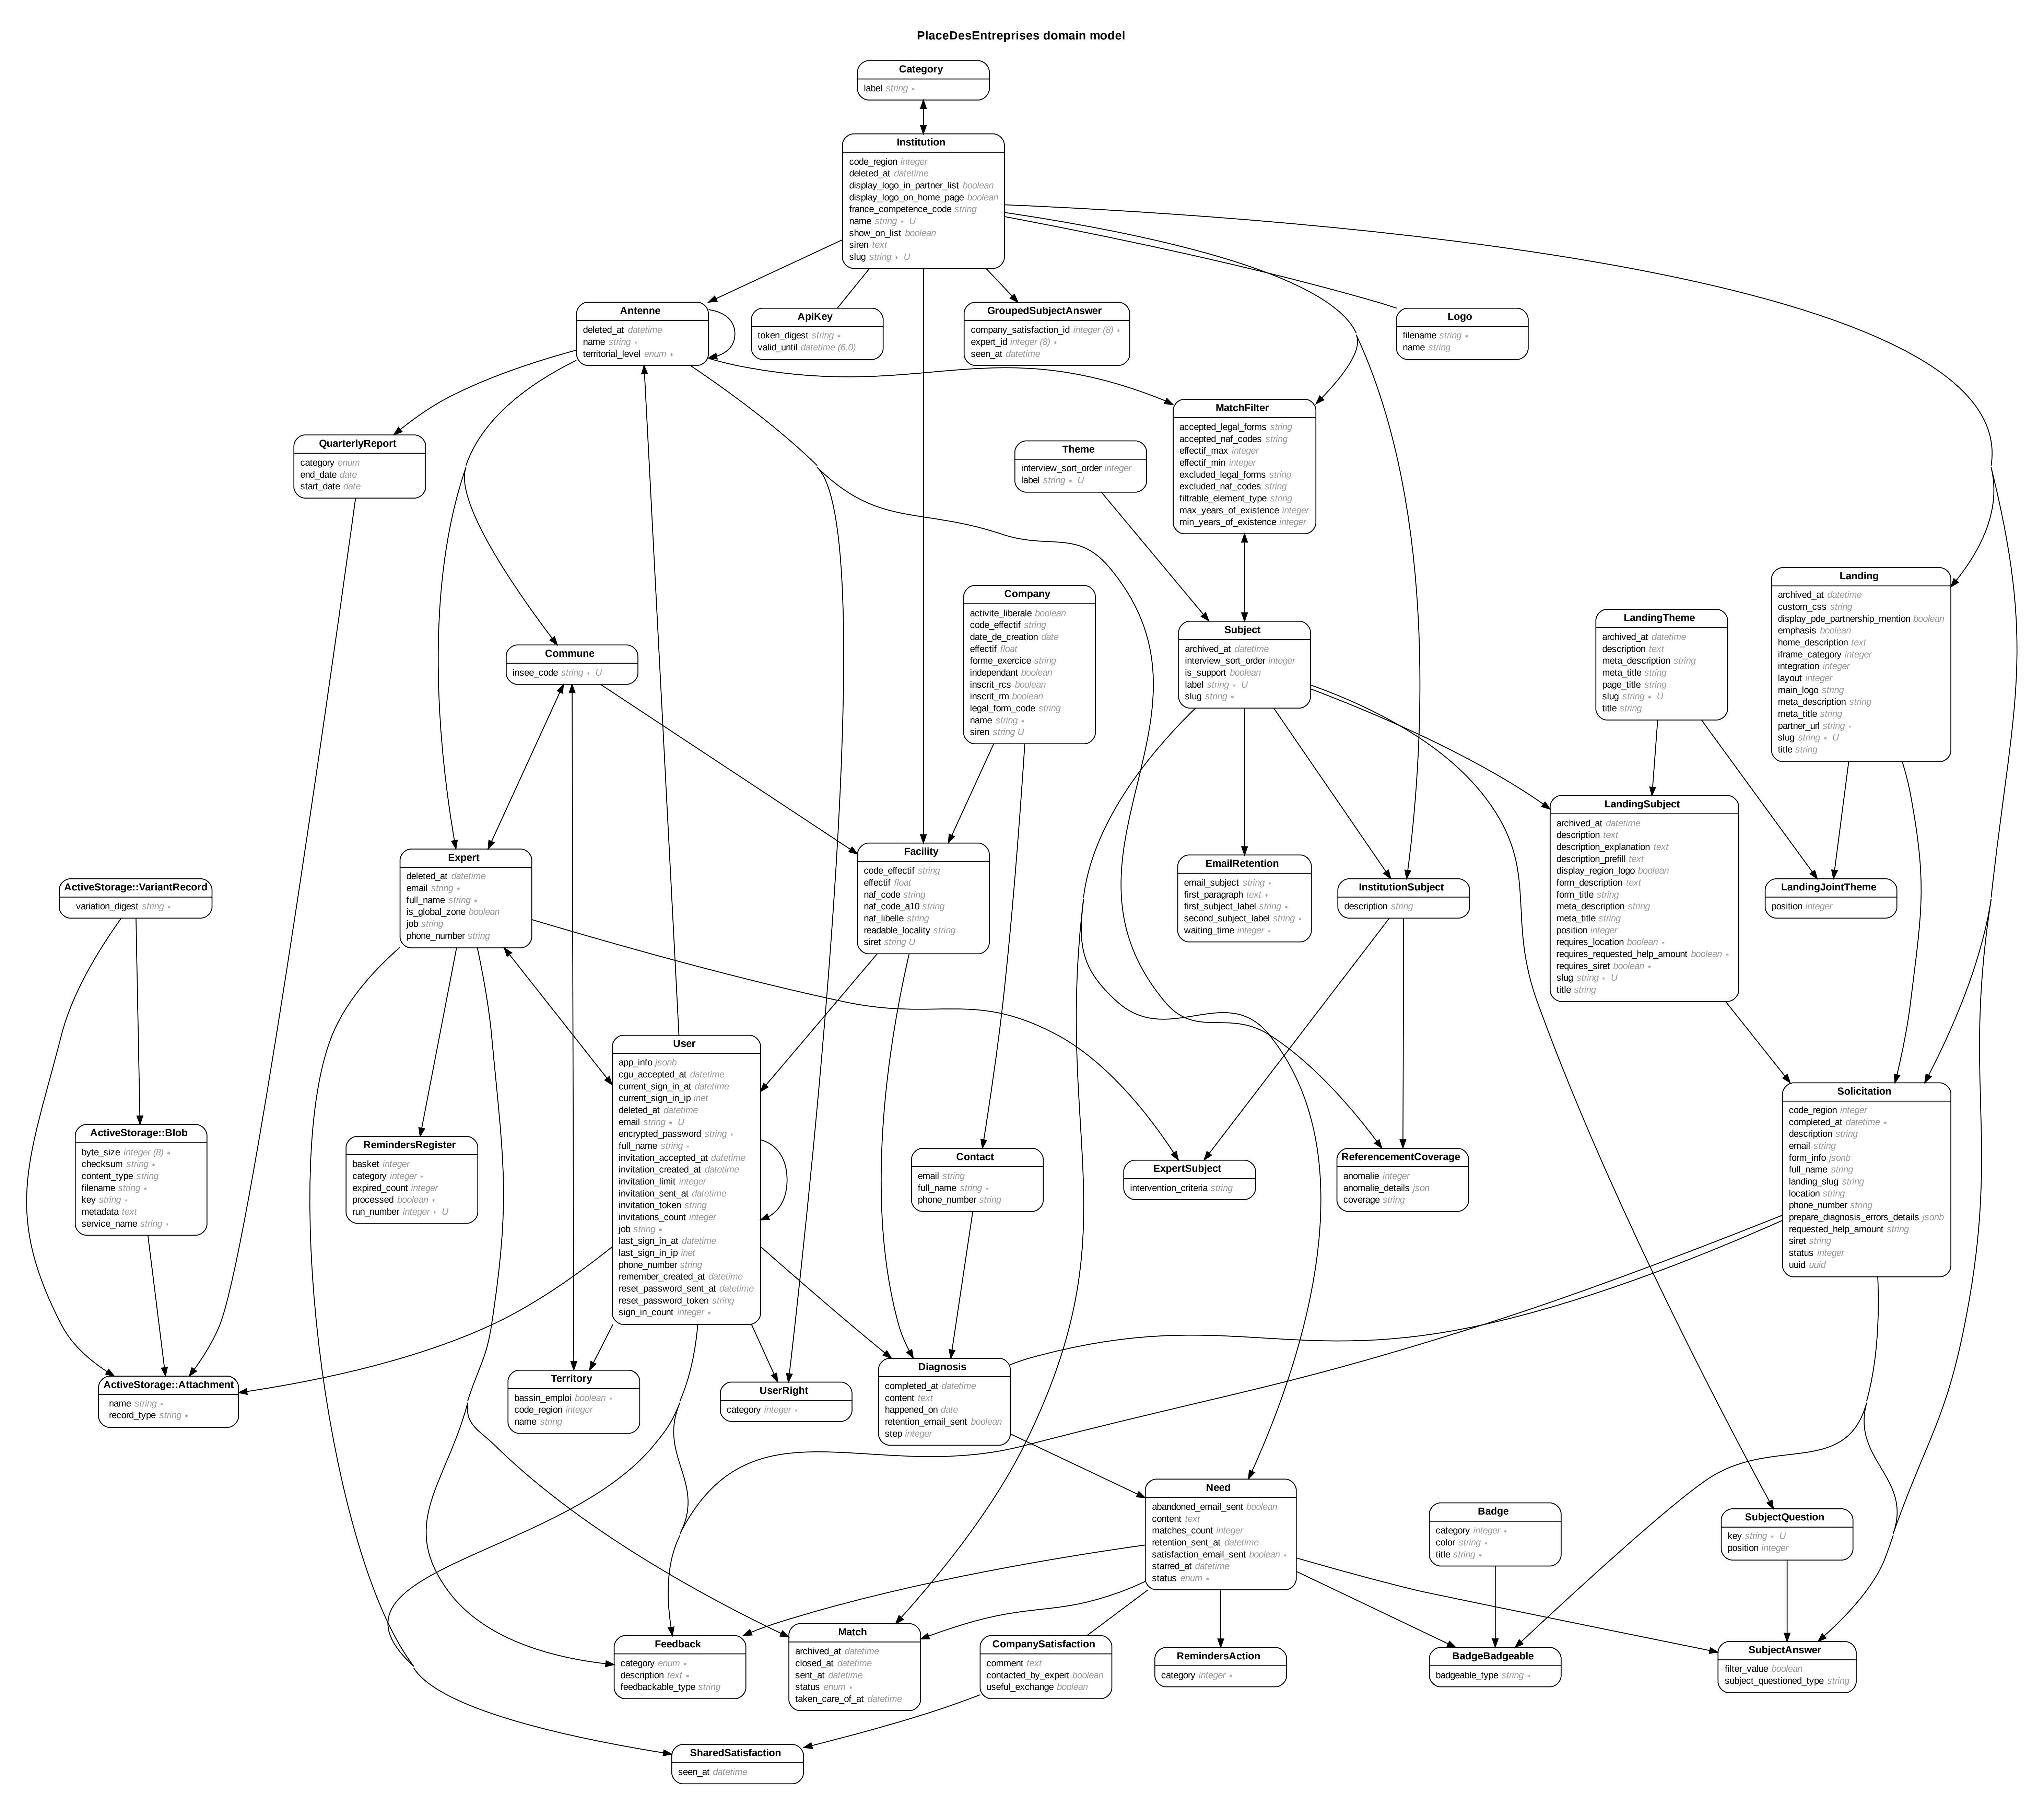 PlaceDesEntreprises domain model
Category
label string ∗
Institution
code_region integer
deleted_at datetime
display_logo_in_partner_list boolean
display_logo_on_home_page boolean
france_competence_code string
name string ∗ U
show_on_list boolean
siren text
slug string ∗ U
Antenne
deleted_at datetime
name string ∗
territorial_level enum ∗
ApiKey
token_digest string ∗
valid_until datetime (6,0)
GroupedSubjectAnswer
company_satisfaction_id integer (8) ∗
expert_id integer (8) ∗
seen_at datetime
Logo
filename string ∗
name string
MatchFilter
accepted_legal_forms string
accepted_naf_codes string
effectif_max integer
effectif_min integer
excluded_legal_forms string
excluded_naf_codes string
filtrable_element_type string
max_years_of_existence integer
min_years_of_existence integer
QuarterlyReport
category enum
end_date date
start_date date
Theme
interview_sort_order integer
label string ∗ U
Landing
archived_at datetime
custom_css string
display_pde_partnership_mention boolean
emphasis boolean
home_description text
iframe_category integer
integration integer
layout integer
main_logo string
meta_description string
meta_title string
partner_url string ∗
slug string ∗ U
title string
Company
activite_liberale boolean
code_effectif string
date_de_creation date
effectif float
forme_exercice string
independant boolean
inscrit_rcs boolean
inscrit_rm boolean
legal_form_code string
name string ∗
siren string U
LandingTheme
archived_at datetime
description text
meta_description string
meta_title string
page_title string
slug string ∗ U
title string
Subject
archived_at datetime
interview_sort_order integer
is_support boolean
label string ∗ U
slug string ∗
Commune
insee_code string ∗ U
LandingSubject
archived_at datetime
description text
description_explanation text
description_prefill text
display_region_logo boolean
form_description text
form_title string
meta_description string
meta_title string
position integer
requires_location boolean ∗
requires_requested_help_amount boolean ∗
requires_siret boolean ∗
slug string ∗ U
title string
Facility
code_effectif string
effectif float
naf_code string
naf_code_a10 string
naf_libelle string
readable_locality string
siret string U
Expert
deleted_at datetime
email string ∗
full_name string ∗
is_global_zone boolean
job string
phone_number string
EmailRetention
email_subject string ∗
first_paragraph text ∗
first_subject_label string ∗
second_subject_label string ∗
waiting_time integer ∗
ActiveStorage::VariantRecord
variation_digest string ∗
InstitutionSubject
description string
LandingJointTheme
position integer
User
app_info jsonb
cgu_accepted_at datetime
current_sign_in_at datetime
current_sign_in_ip inet
deleted_at datetime
email string ∗ U
encrypted_password string ∗
full_name string ∗
invitation_accepted_at datetime
invitation_created_at datetime
invitation_limit integer
invitation_sent_at datetime
invitation_token string
invitations_count integer
job string ∗
last_sign_in_at datetime
last_sign_in_ip inet
phone_number string
remember_created_at datetime
reset_password_sent_at datetime
reset_password_token string
sign_in_count integer ∗
Solicitation
code_region integer
completed_at datetime ∗
description string
email string
form_info jsonb
full_name string
landing_slug string
location string
phone_number string
prepare_diagnosis_errors_details jsonb
requested_help_amount string
siret string
status integer
uuid uuid
ActiveStorage::Blob
byte_size integer (8) ∗
checksum string ∗
content_type string
filename string ∗
key string ∗
metadata text
service_name string ∗
RemindersRegister
basket integer
category integer ∗
expired_count integer
processed boolean ∗
run_number integer ∗ U
Contact
email string
full_name string ∗
phone_number string
ExpertSubject
intervention_criteria string
ReferencementCoverage
anomalie integer
anomalie_details json
coverage string
ActiveStorage::Attachment
name string ∗
record_type string ∗
Territory
bassin_emploi boolean ∗
code_region integer
name string
UserRight
category integer ∗
Diagnosis
completed_at datetime
content text
happened_on date
retention_email_sent boolean
step integer
Need
abandoned_email_sent boolean
content text
matches_count integer
retention_sent_at datetime
satisfaction_email_sent boolean ∗
starred_at datetime
status enum ∗
Badge
category integer ∗
color string ∗
title string ∗
SubjectQuestion
key string ∗ U
position integer
Feedback
category enum ∗
description text ∗
feedbackable_type string
Match
archived_at datetime
closed_at datetime
sent_at datetime
status enum ∗
taken_care_of_at datetime
CompanySatisfaction
comment text
contacted_by_expert boolean
useful_exchange boolean
RemindersAction
category integer ∗
BadgeBadgeable
badgeable_type string ∗
SubjectAnswer
filter_value boolean
subject_questioned_type string
SharedSatisfaction
seen_at datetime